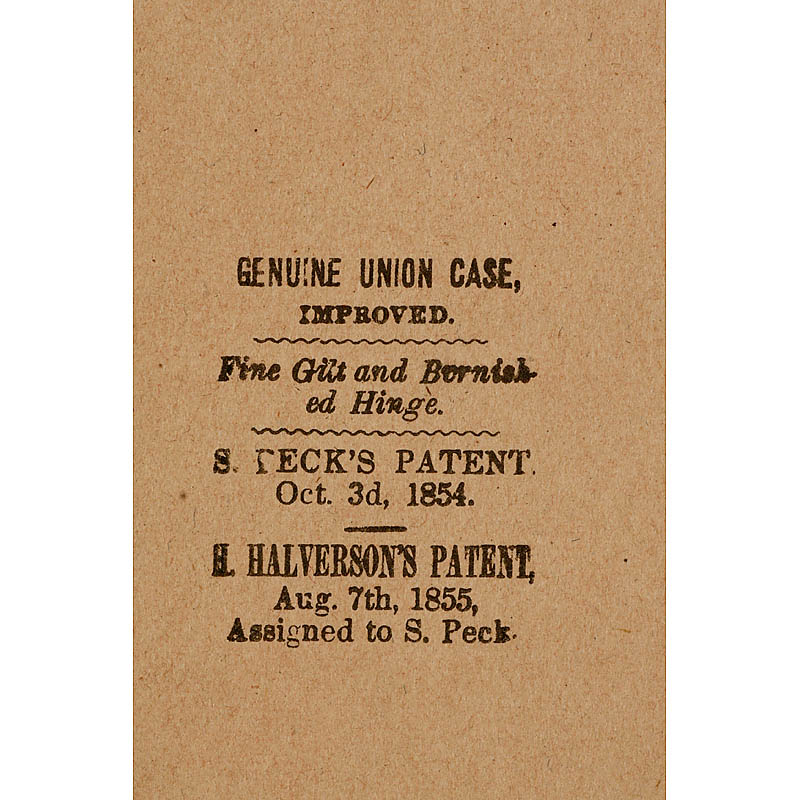 GENUINE UNION CASE,
IMPROVED.
Fine Gilt and Burnish-
ed Hinge.
S. PECK'S PATENT.
Oct. 3d, 1854.
H. HALVERSON'S PATENT,
Aug. 7th, 1855,
Assigned to S. Peck.